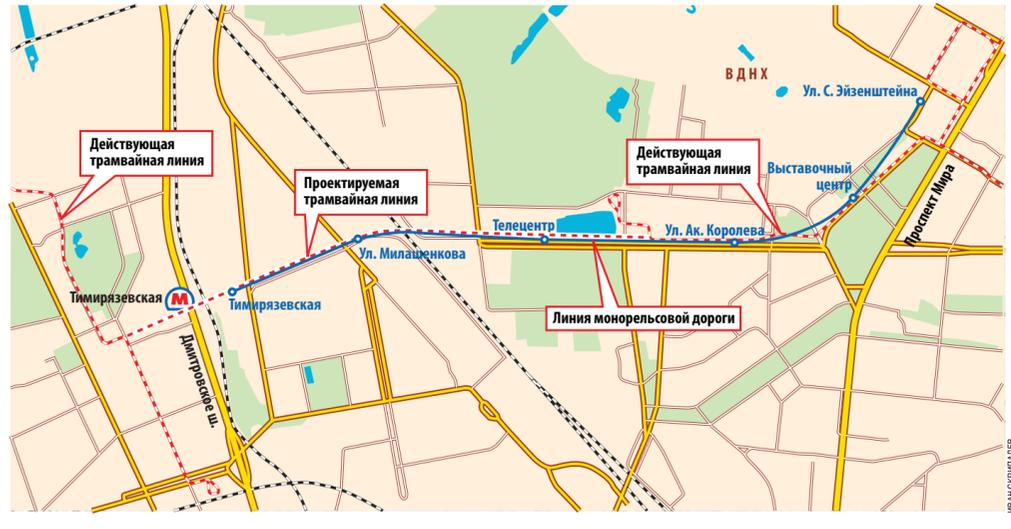 ВДНХ
Ул. С. Эйзенштейна
Действующая
трамвайная линия
Проектируемая
трамвайная линия
Действующая
трамвайная линия
Выставочный
центр
Проспект Мира
Телецентр
Ул. Ак. Королева
Ул. Милашенкова
Тимирязевская
М
Тимирязевская
Линия монорельсовой дороги
Дмитровское ш.